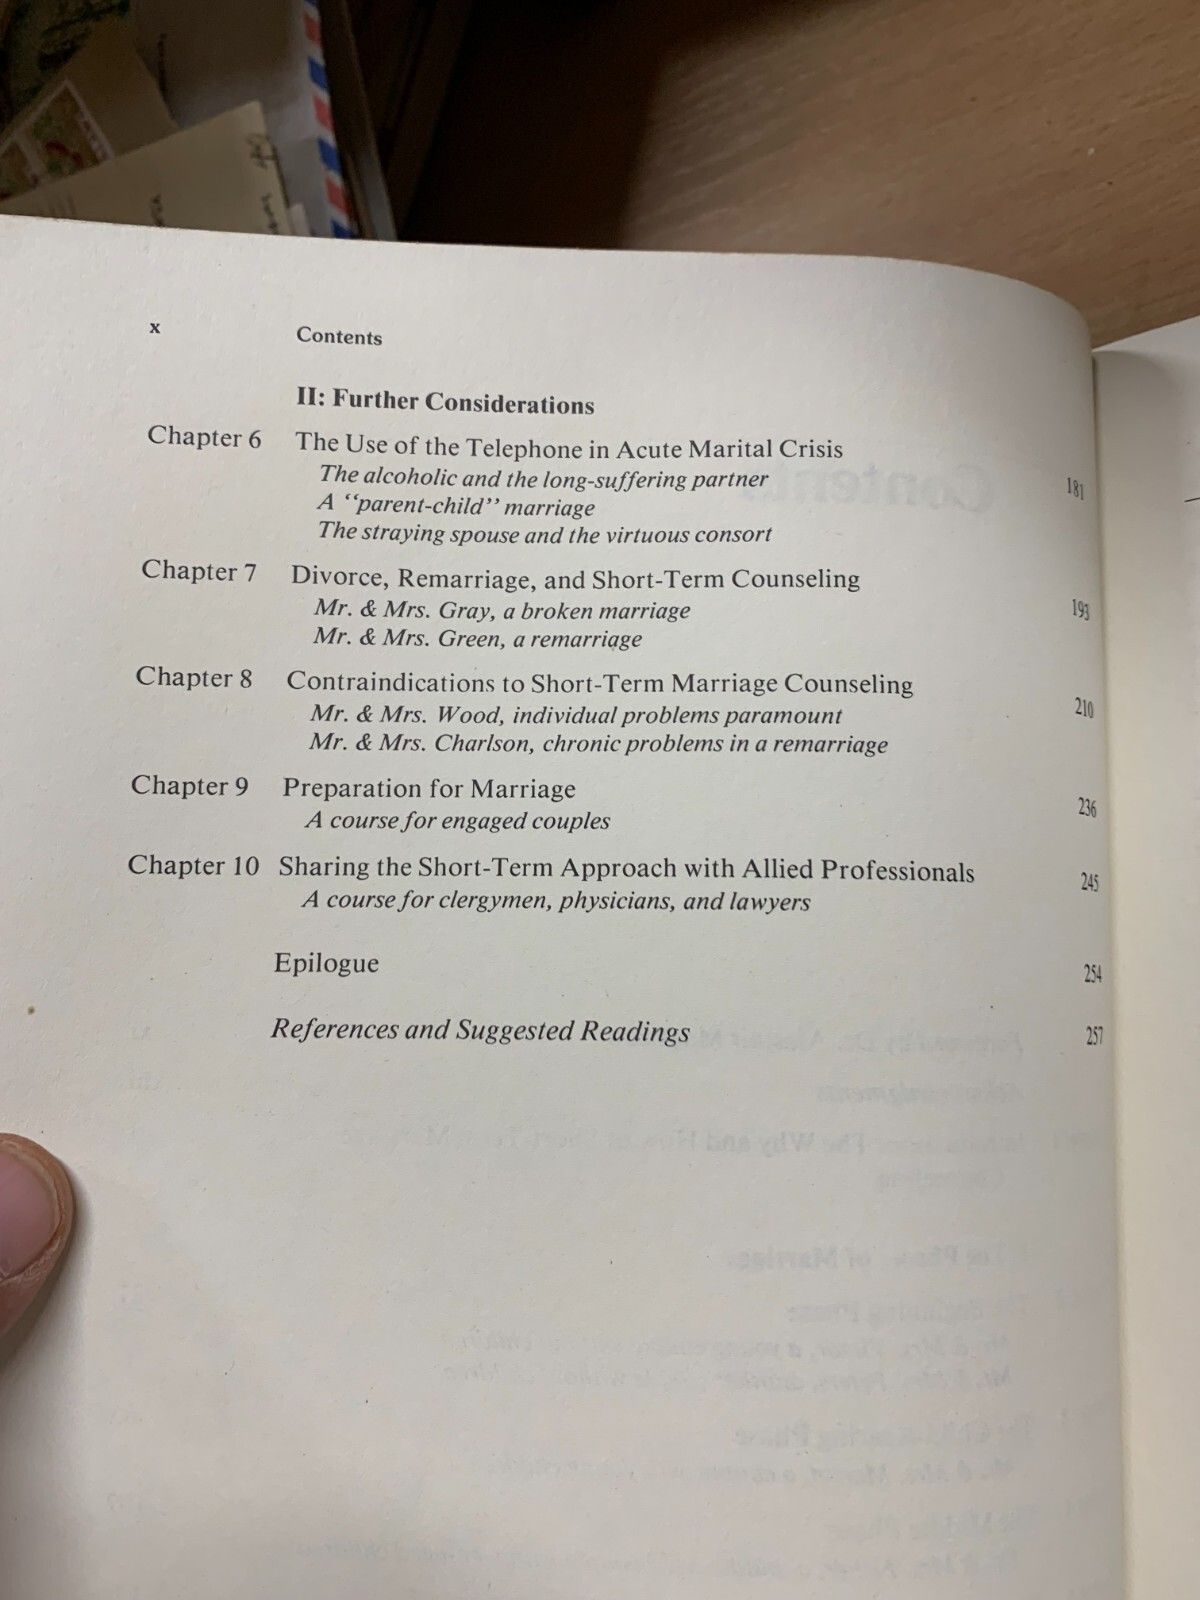 x Contents
II: Further Considerations
Chapter 6 The Use of the Telephone in Acute Marital Crisis 181
The alcoholic and the long-suffering partner
A “parent-child” marriage
The straying spouse and the virtuous consort
Chapter 7 Divorce, Remarriage, and Short-Term Counseling 193
Mr. & Mrs. Gray, a broken marriage
Mr. & Mrs. Green, a remarriage
Chapter 8 Contraindications to Short-Term Marriage Counseling 210
Mr. & Mrs. Wood, individual problems paramount
Mr. & Mrs. Charlson, chronic problems in a remarriage
Chapter 9 Preparation for Marriage 236
A course for engaged couples
Chapter 10 Sharing the Short-Term Approach with Allied Professionals 245
A course for clergymen, physicians, and lawyers
Epilogue 254
References and Suggested Readings 257